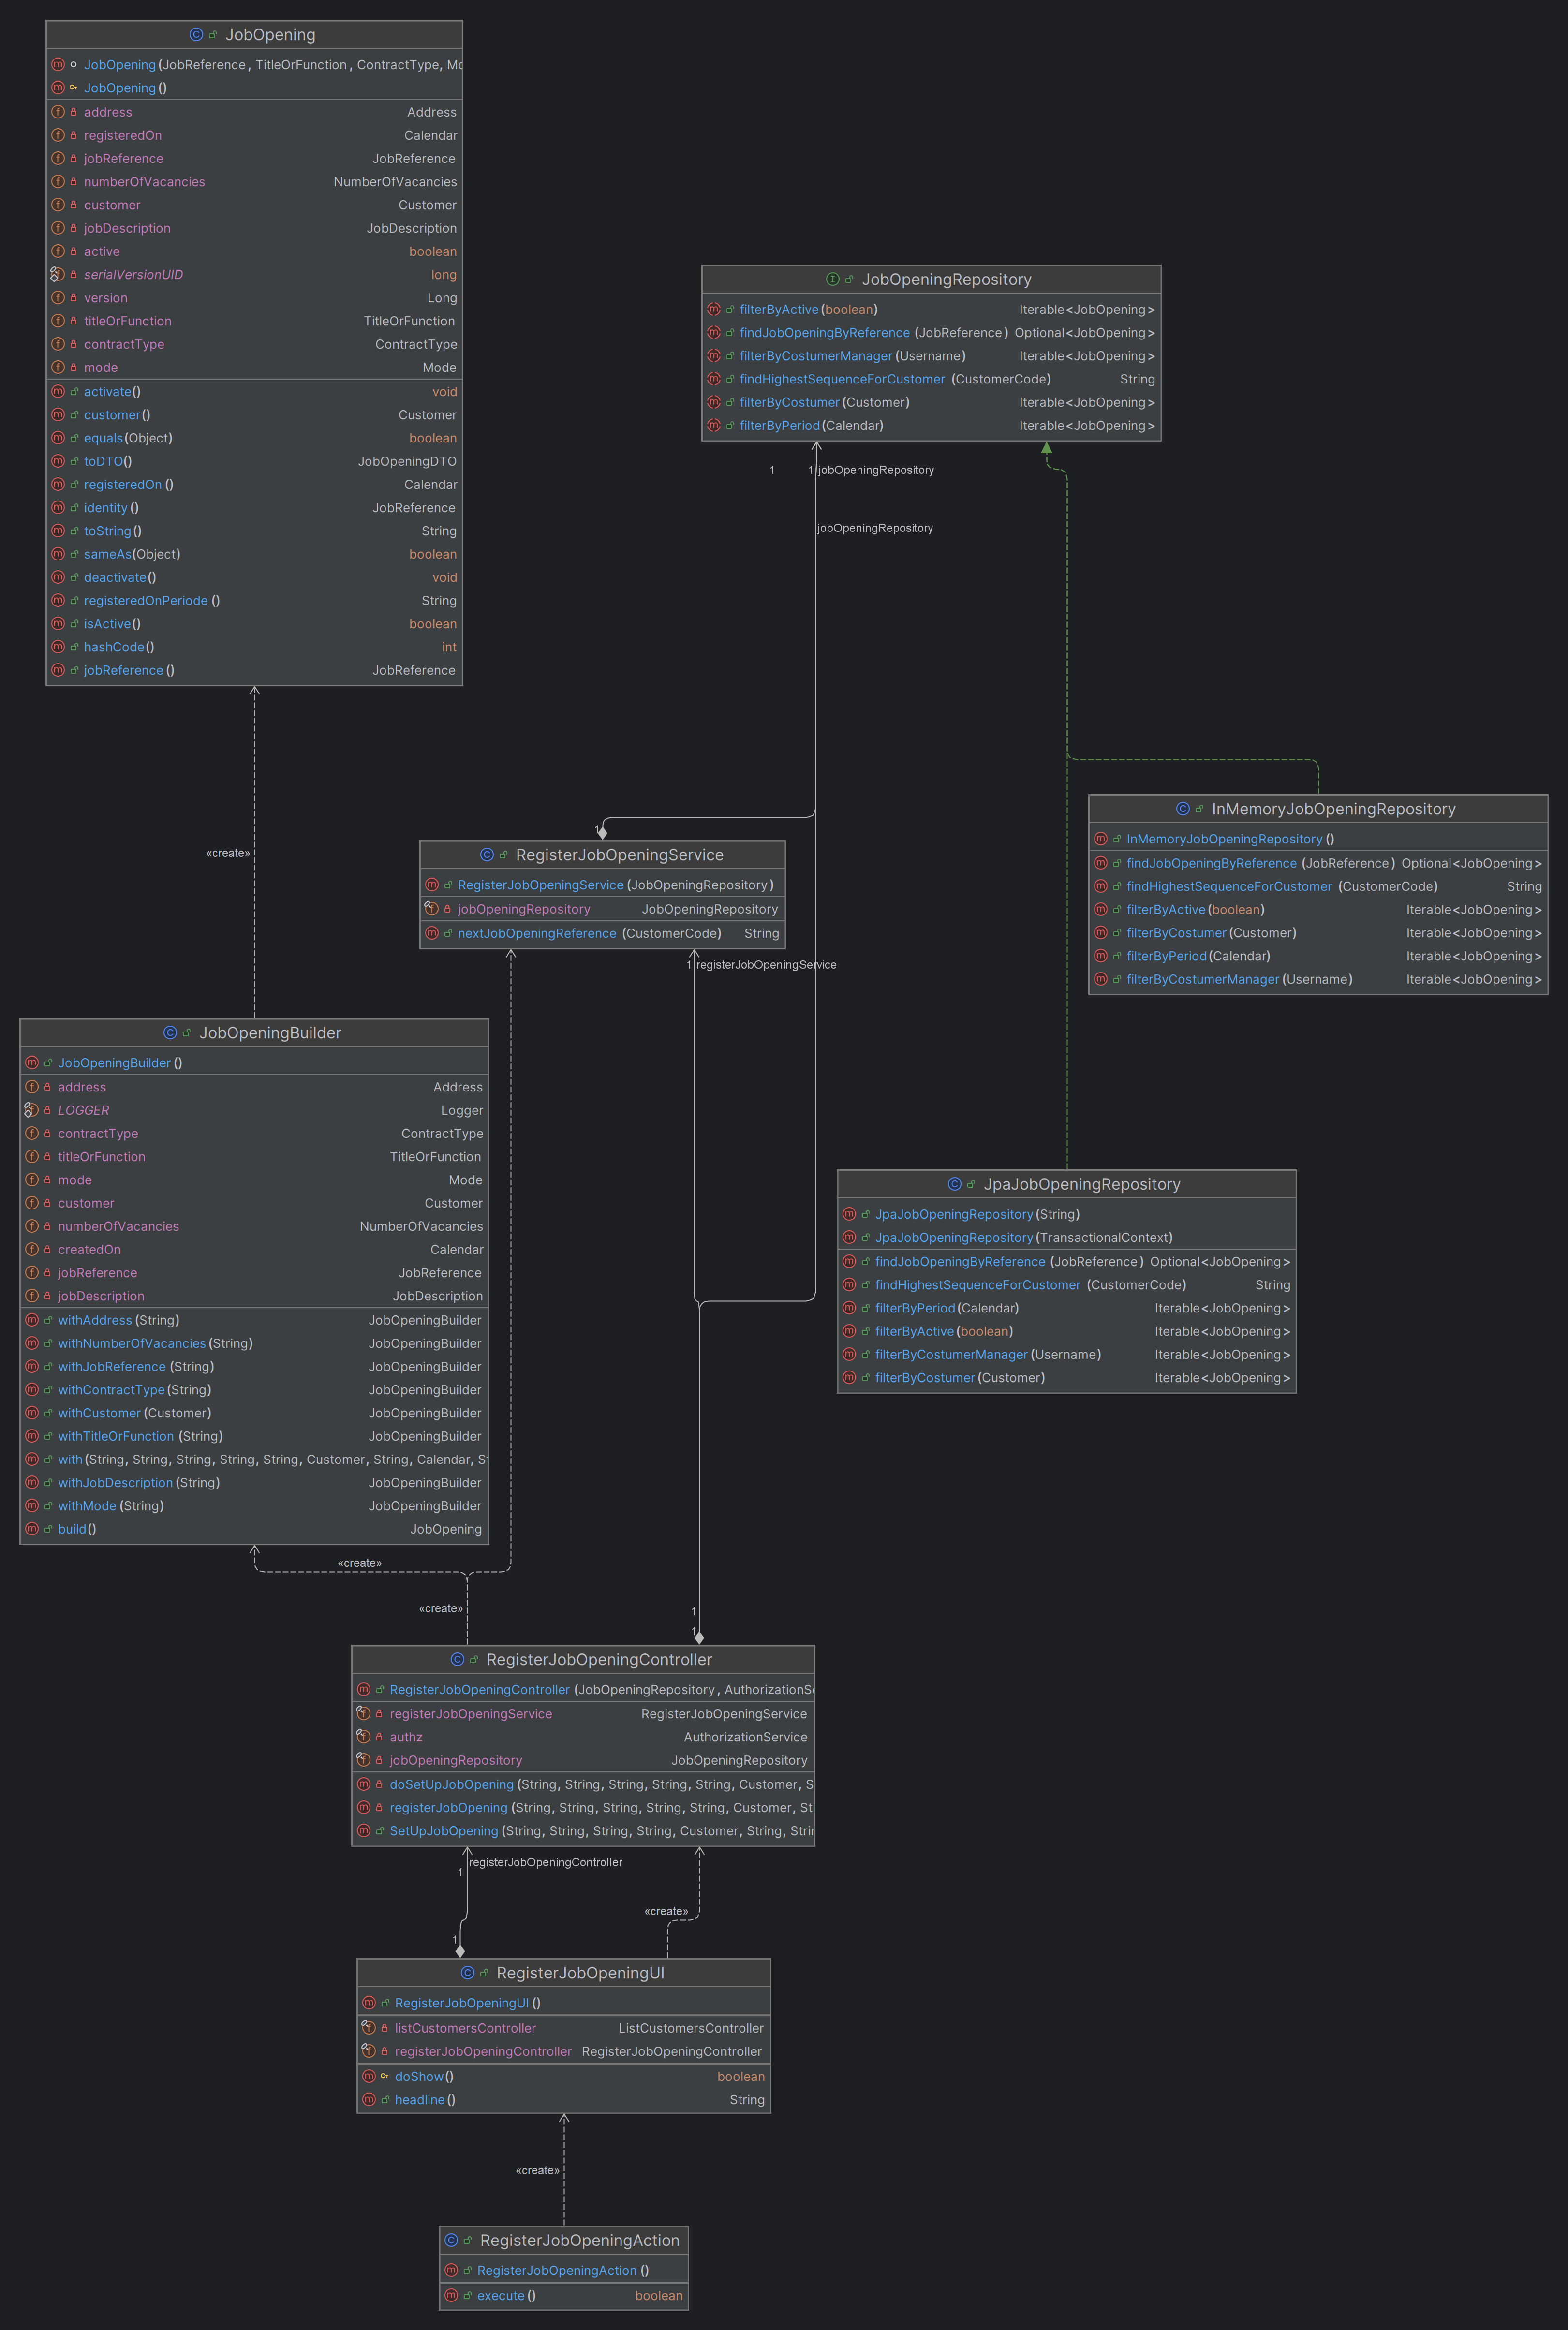 JobOpening
JobOpening(JobReference, TitleOrFunction, ContractType, Mo
JobOpening()
address Address
registeredOn Calendar
jobReference JobReference
numberOfVacancies NumberOfVacancies
customer Customer
jobDescription JobDescription
active boolean
serialVersionUID long
version Long
titleOrFunction TitleOrFunction
contractType ContractType
mode Mode
activate() void
customer() Customer
equals(Object) boolean
toDTO() JobOpeningDTO
registeredOn() Calendar
identity() JobReference
toString() String
sameAs(Object) boolean
deactivate() void
registeredOnPeriode() String
isActive() boolean
hashCode() int
jobReference() JobReference
JobOpeningRepository
filterByActive(boolean) Iterable<JobOpening>
findJobOpeningByReference(JobReference) Optional<JobOpening>
filterByCostumerManager(Username) Iterable<JobOpening>
findHighestSequenceForCustomer(CustomerCode) String
filterByCostumer(Customer) Iterable<JobOpening>
filterByPeriod(Calendar) Iterable<JobOpening>
1 1 jobOpeningRepository
jobOpeningRepository
InMemoryJobOpeningRepository
InMemoryJobOpeningRepository()
findJobOpeningByReference(JobReference) Optional<JobOpening>
findHighestSequenceForCustomer(CustomerCode) String
filterByActive(boolean) Iterable<JobOpening>
filterByCostumer(Customer) Iterable<JobOpening>
filterByPeriod(Calendar) Iterable<JobOpening>
filterByCostumerManager(Username) Iterable<JobOpening>
1
«create»
RegisterJobOpeningService
RegisterJobOpeningService(JobOpeningRepository)
jobOpeningRepository JobOpeningRepository
nextJobOpeningReference(CustomerCode) String
1 registerJobOpeningService
JobOpeningBuilder
JobOpeningBuilder()
address Address
LOGGER Logger
contractType ContractType
titleOrFunction TitleOrFunction
mode Mode
customer Customer
numberOfVacancies NumberOfVacancies
createdOn Calendar
jobReference JobReference
jobDescription JobDescription
withAddress(String) JobOpeningBuilder
withNumberOfVacancies(String) JobOpeningBuilder
withJobReference(String) JobOpeningBuilder
withContractType(String) JobOpeningBuilder
withCustomer(Customer) JobOpeningBuilder
withTitleOrFunction(String) JobOpeningBuilder
with(String, String, String, String, String, Customer, String, Calendar, St
withJobDescription(String) JobOpeningBuilder
withMode(String) JobOpeningBuilder
build() JobOpening
JpaJobOpeningRepository
JpaJobOpeningRepository(String)
JpaJobOpeningRepository(TransactionalContext)
findJobOpeningByReference(JobReference) Optional<JobOpening>
findHighestSequenceForCustomer(CustomerCode) String
filterByPeriod(Calendar) Iterable<JobOpening>
filterByActive(boolean) Iterable<JobOpening>
filterByCostumerManager(Username) Iterable<JobOpening>
filterByCostumer(Customer) Iterable<JobOpening>
«create»
«create»
1
1
RegisterJobOpeningController
RegisterJobOpeningController(JobOpeningRepository, AuthorizationSe
registerJobOpeningService RegisterJobOpeningService
authz AuthorizationService
jobOpeningRepository JobOpeningRepository
doSetUpJobOpening(String, String, String, String, String, Customer, S
registerJobOpening(String, String, String, String, String, Customer, Stri
SetUpJobOpening(String, String, String, String, Customer, String, Strin
registerJobOpeningController
1
«create»
1
RegisterJobOpeningUI
RegisterJobOpeningUI()
listCustomersController ListCustomersController
registerJobOpeningController RegisterJobOpeningController
doShow() boolean
headline() String
«create»
RegisterJobOpeningAction
RegisterJobOpeningAction()
execute() boolean